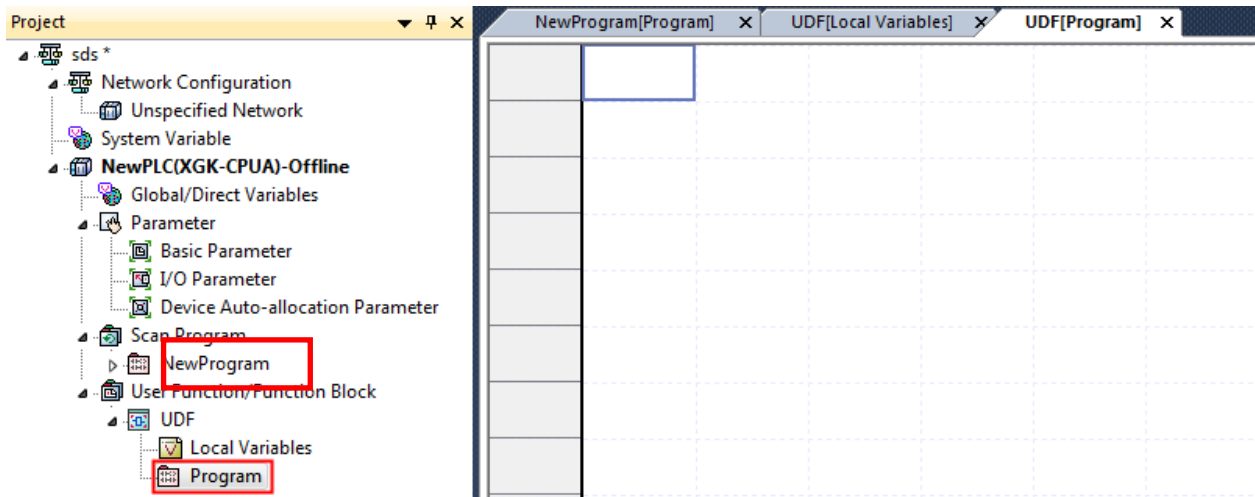 Project
NewProgram[Program]
UDF[Local Variables]
UDF[Program]
sds *
Network Configuration
Unspecified Network
System Variable
NewPLC(XGK-CPUA)-Offline
Global/Direct Variables
Parameter
Basic Parameter
I/O Parameter
Device Auto-allocation Parameter
Scan Program
NewProgram
User Function/Function Block
UDF
Local Variables
Program